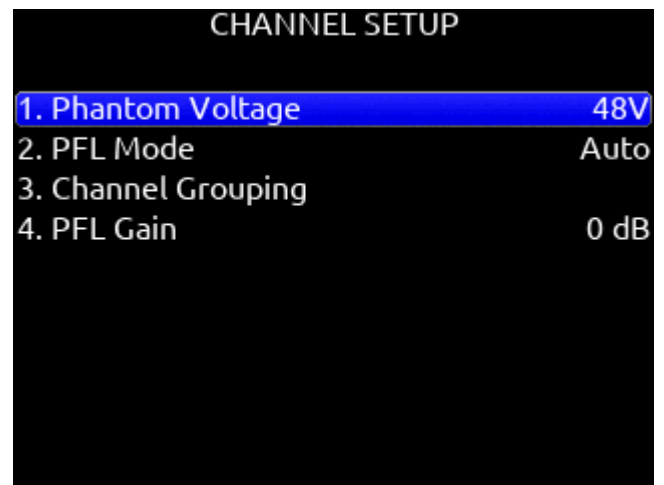 CHANNEL SETUP
1. Phantom Voltage 48V
2. PFL Mode Auto
3. Channel Grouping
4. PFL Gain 0 dB